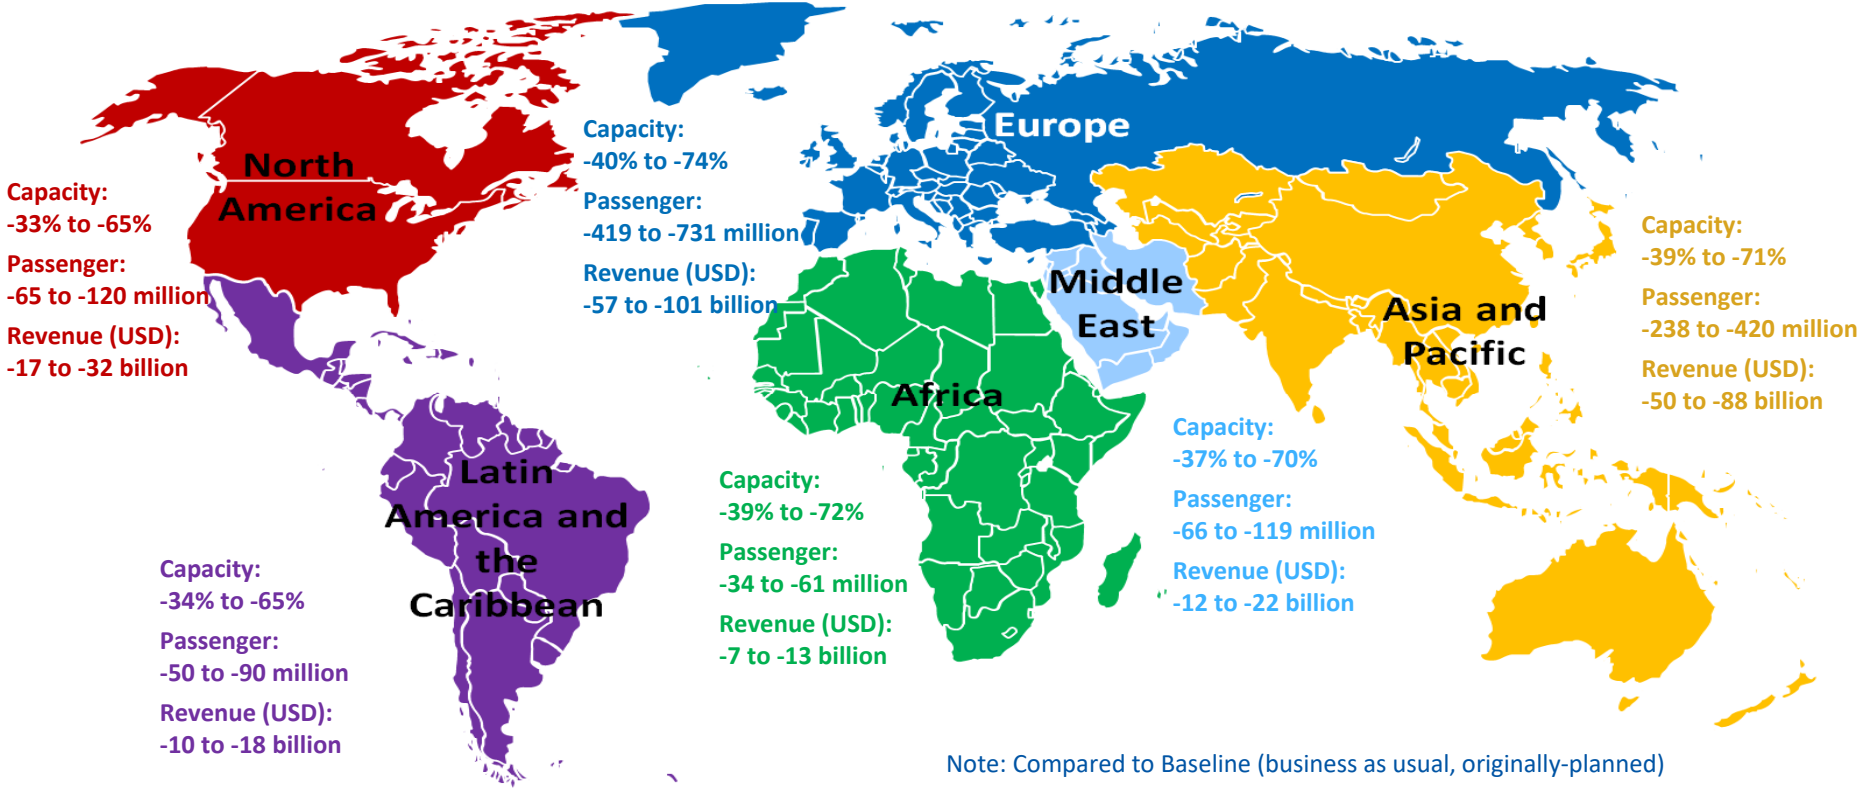 North
America
Capacity:
-33% to -65%
Passenger:
-65 to -120 million
Revenue (USD):
-17 to -32 billion
Europe
Capacity:
-40% to -74%
Passenger:
-419 to -731 million
Revenue (USD):
-57 to -101 billion
Middle
East
Capacity:
-37% to -70%
Passenger:
-66 to -119 million
Revenue (USD):
-12 to -22 billion
Asia and
Pacific
Capacity:
-39% to -71%
Passenger:
-238 to -420 million
Revenue (USD):
-50 to -88 billion
Latin
America and
the
Caribbean
Capacity:
-34% to -65%
Passenger:
-50 to -90 million
Revenue (USD):
-10 to -18 billion
Africa
Capacity:
-39% to -72%
Passenger:
-34 to -61 million
Revenue (USD):
-7 to -13 billion
Note: Compared to Baseline (business as usual, originally-planned)